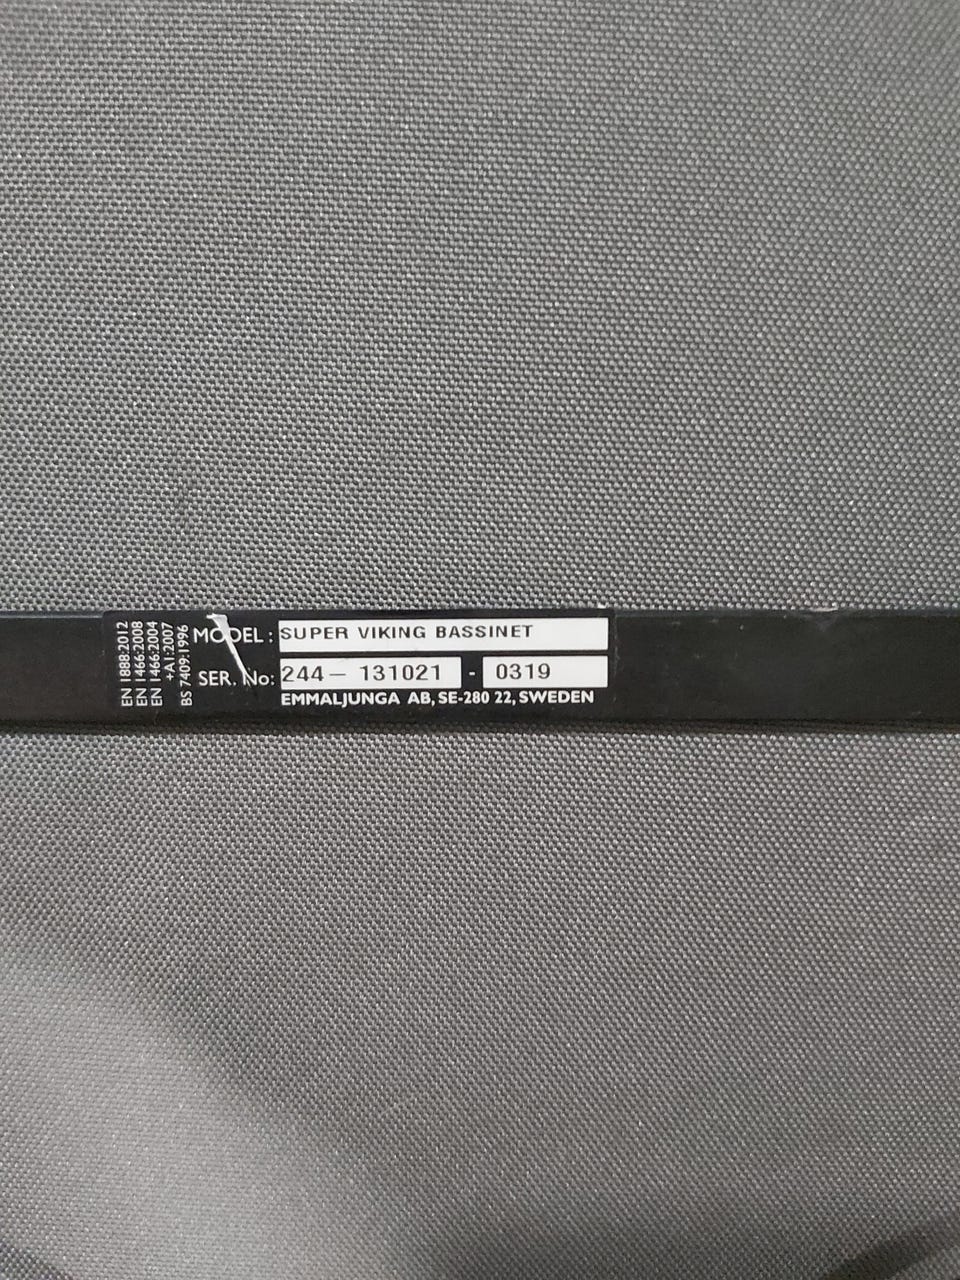 EN 1888:2012
EN 1466:2008
EN 1466:2004
+A1:2007
BS 7409:1996
MODEL : SUPER VIKING BASSINET
SER. No: 244- 131021 - 0319
EMMALJUNGA AB, SE-280 22, SWEDEN